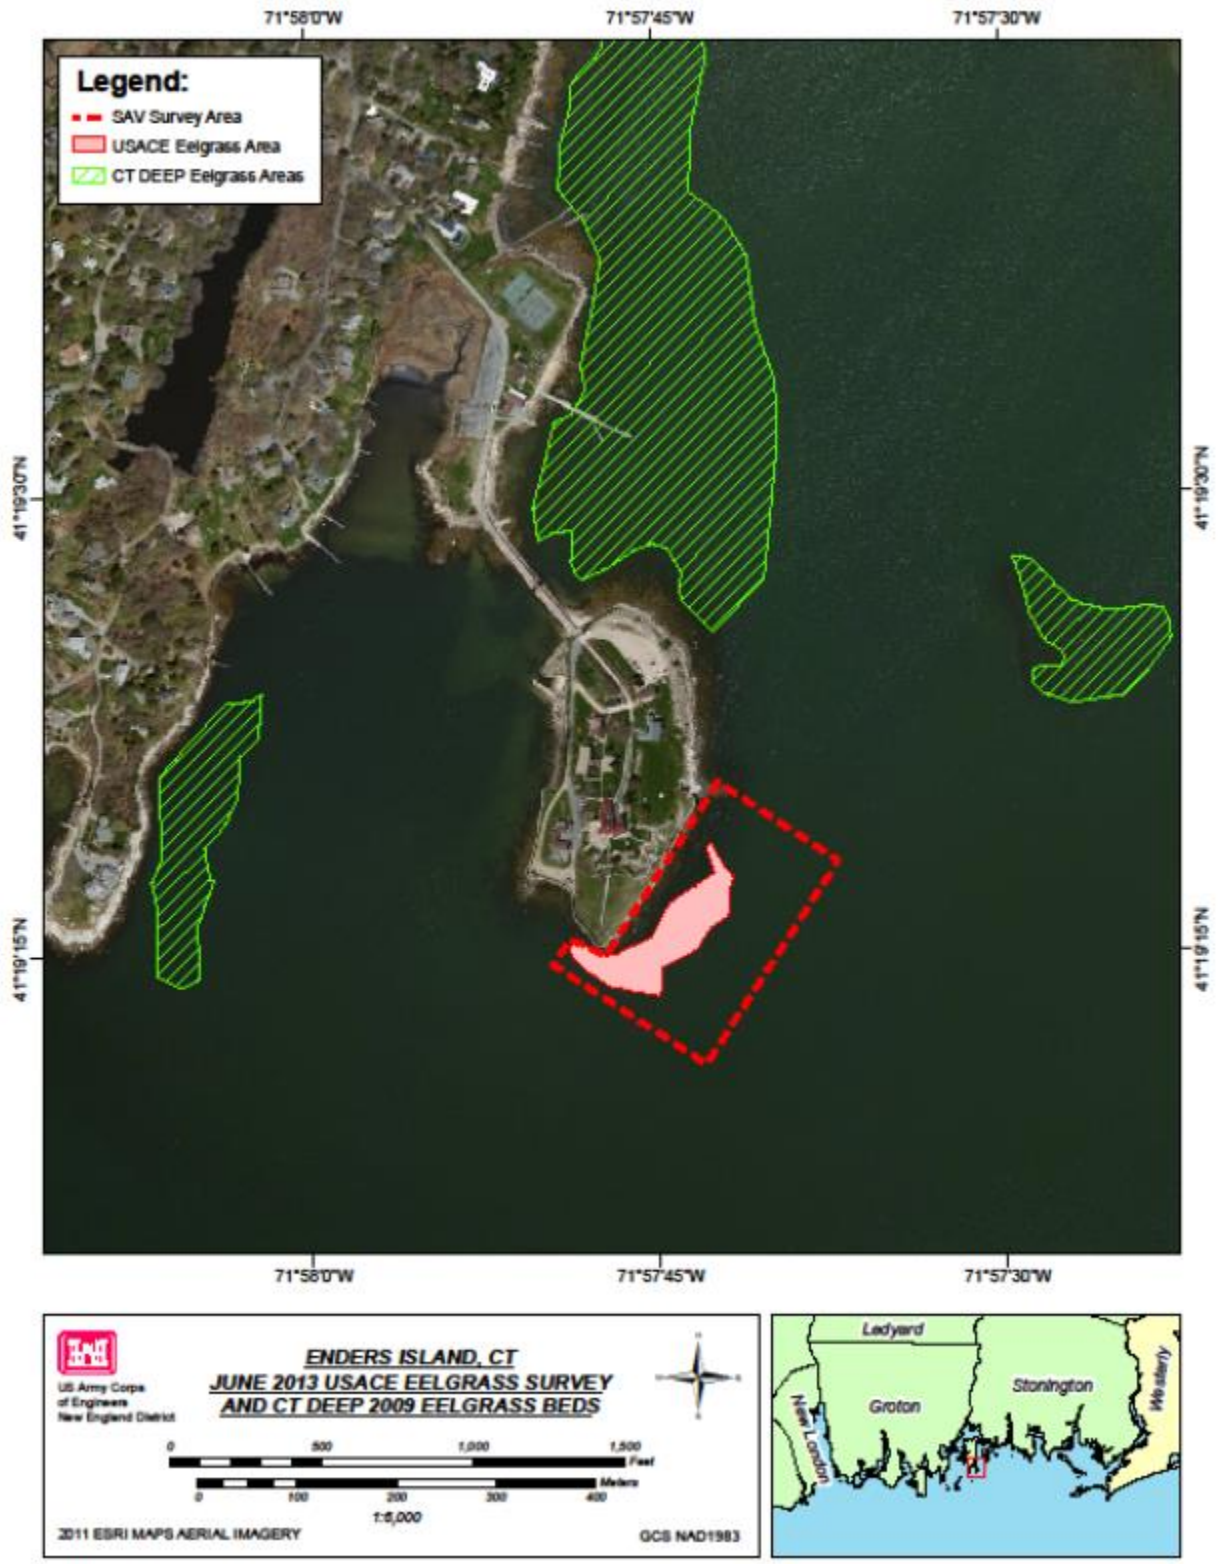 71°58'0"W 71°57'45"W 71°57'30"W
Legend:
SAV Survey Area
USACE Eelgrass Area
CT DEEP Eelgrass Areas
41°19'30"N 41°19'30"N
41°19'15"N 41°19'15"N
71°58'0"W 71°57'45"W 71°57'30"W
US Army Corps
of Engineers
New England District
ENDERS ISLAND, CT
JUNE 2013 USACE EELGRASS SURVEY
AND CT DEEP 2009 EELGRASS BEDS
N
S
0 500 1,000 1,500
Feet
Meters
0 100 200 300 400
1:6,000
2011 ESRI MAPS AERIAL IMAGERY
GCS NAD1983
Ledyard
Stonington
Groton
New London
Westerly